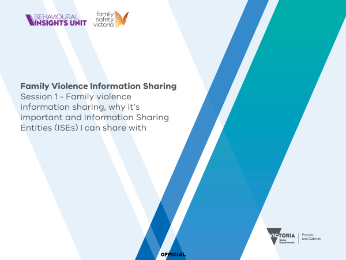 BEHAVIOURAL
INSIGHTS UNIT
family
safety
victoria
Family Violence Information Sharing
Session 1 - Family violence
information sharing, why it's
important and Information Sharing
Entities (ISEs) I can share with
VICTORIA
State
Government
Premier
and Cabinet
OFFICIAL